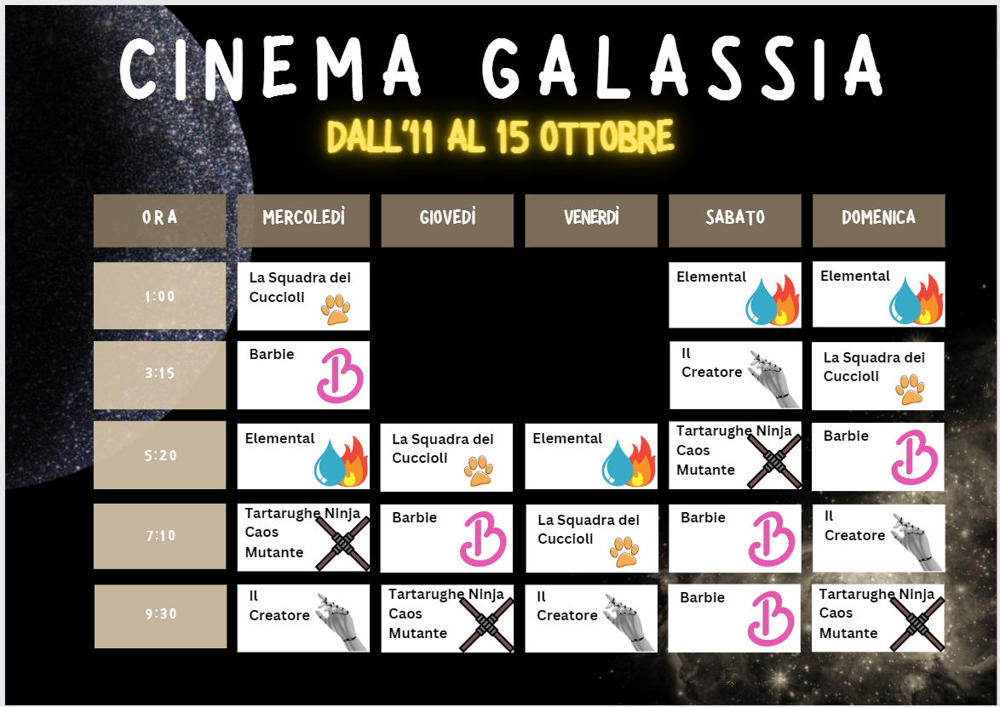 CINEMA GALASSIA
DALL'11 AL 15 OTTOBRE
ORA MERCOLEDÌ GIOVEDÌ VENERDÌ SABATO DOMENICA
1:00
La Squadra dei
Cuccioli
Elemental
Elemental
3:15
Barbie
B
Il
Creatore
La Squadra dei
Cuccioli
5:20
Elemental
La Squadra dei
Cuccioli
Elemental
Tartarughe Ninja
Caos
Mutante
Barbie
B
7:10
Tartarughe Ninja
Caos
Mutante
Barbie
B
La Squadra dei
Cuccioli
Barbie
B
Il
Creatore
9:30
Il
Creatore
Tartarughe Ninja
Caos
Mutante
Il
Creatore
Barbie
B
Tartarughe Ninja
Caos
Mutante